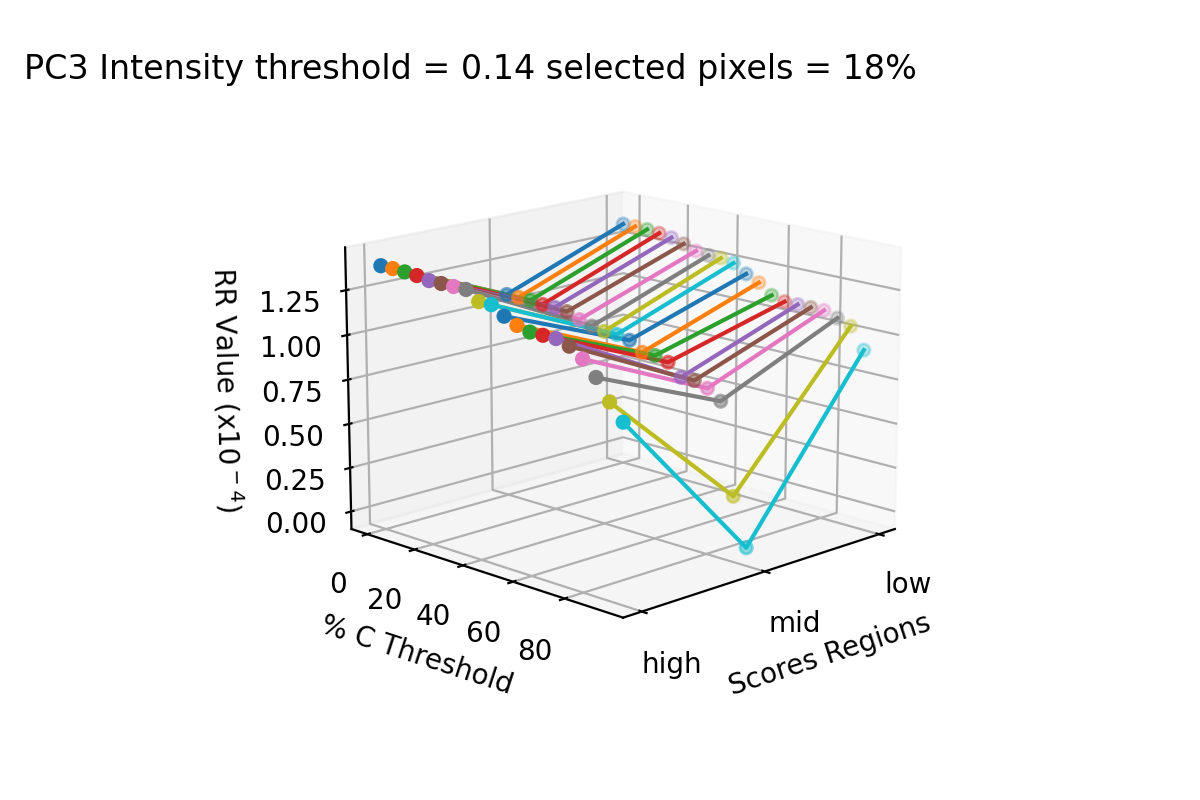 PC3 Intensity threshold = 0.14 selected pixels = 18%
RR Value (x10⁻⁴)
1.25
1.00
0.75
0.50
0.25
0.00
0
20
40
60
80
% C Threshold
high
mid
low
Scores Regions